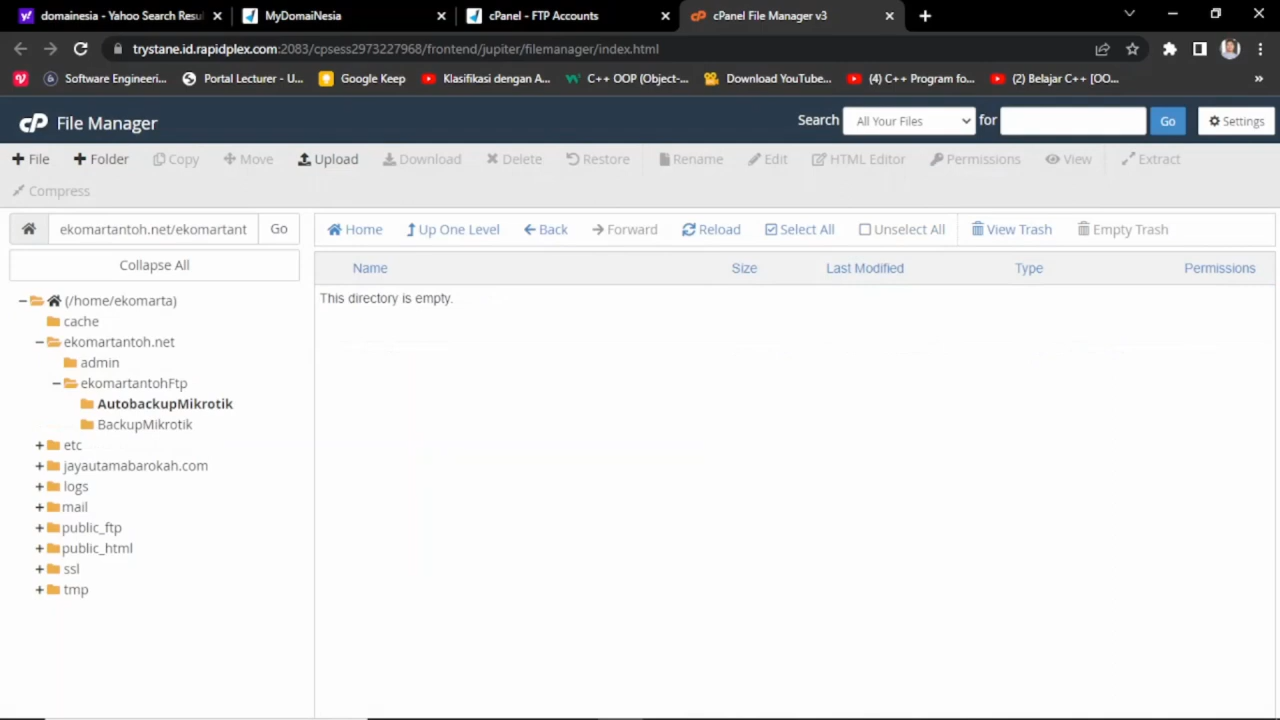 domainesia - Yahoo Search Resul
MyDomaiNesia
cPanel - FTP Accounts
cPanel File Manager v3
trystane.id.rapidplex.com:2083/cpsess2973227968/frontend/jupiter/filemanager/index.html
Software Engineeri...
Portal Lecturer - U...
Google Keep
Klasifikasi dengan A...
C++ OOP (Object-...
Download YouTube...
(4) C++ Program fo...
(2) Belajar C++ [OO...
cP File Manager
Search All Your Files for Go Settings
File Folder Copy Move Upload Download Delete Restore Rename Edit HTML Editor Permissions View Extract
Compress
ekomartantoh.net/ekomartant Go
Home Up One Level Back Forward Reload Select All Unselect All View Trash Empty Trash
Collapse All
Name Size Last Modified Type Permissions
This directory is empty.
(/home/ekomarta)
cache
ekomartantoh.net
admin
ekomartantohFtp
AutobackupMikrotik
BackupMikrotik
etc
jayautamabarokah.com
logs
mail
public_ftp
public_html
ssl
tmp